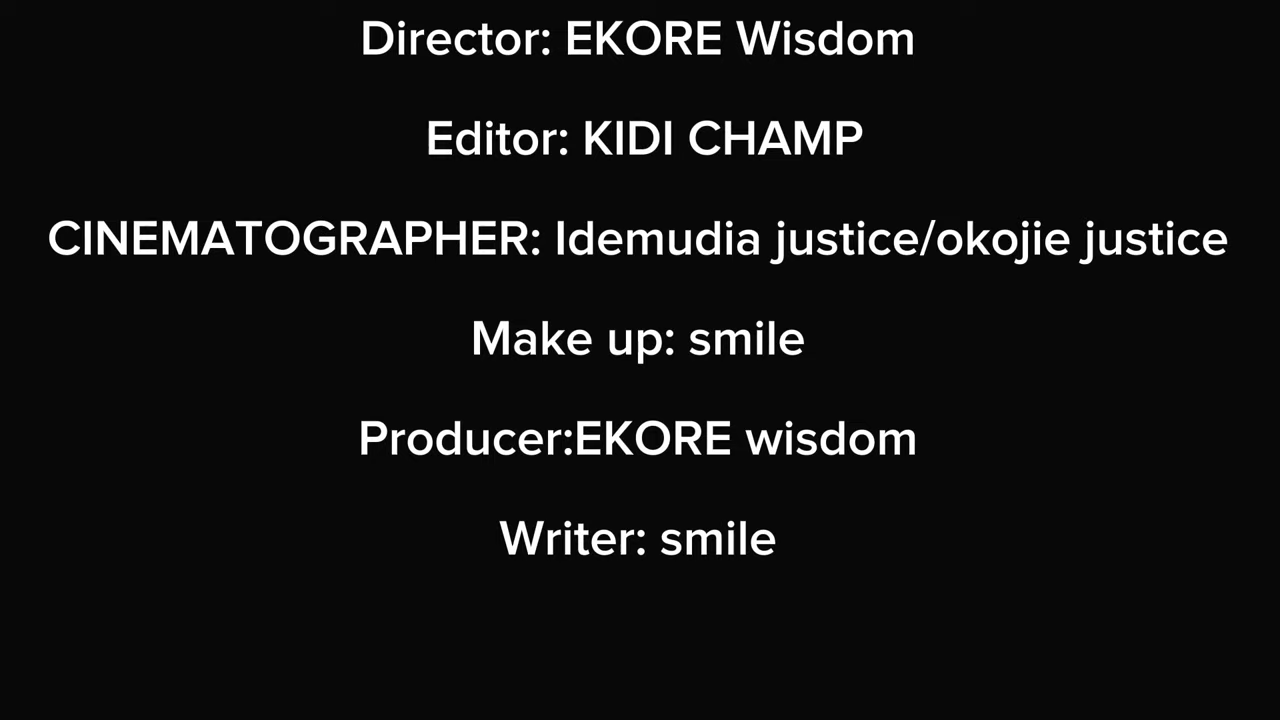 Director: EKORE Wisdom
Editor: KIDI CHAMP
CINEMATOGRAPHER: Idemudia justice/okojie justice
Make up: smile
Producer:EKORE wisdom
Writer: smile